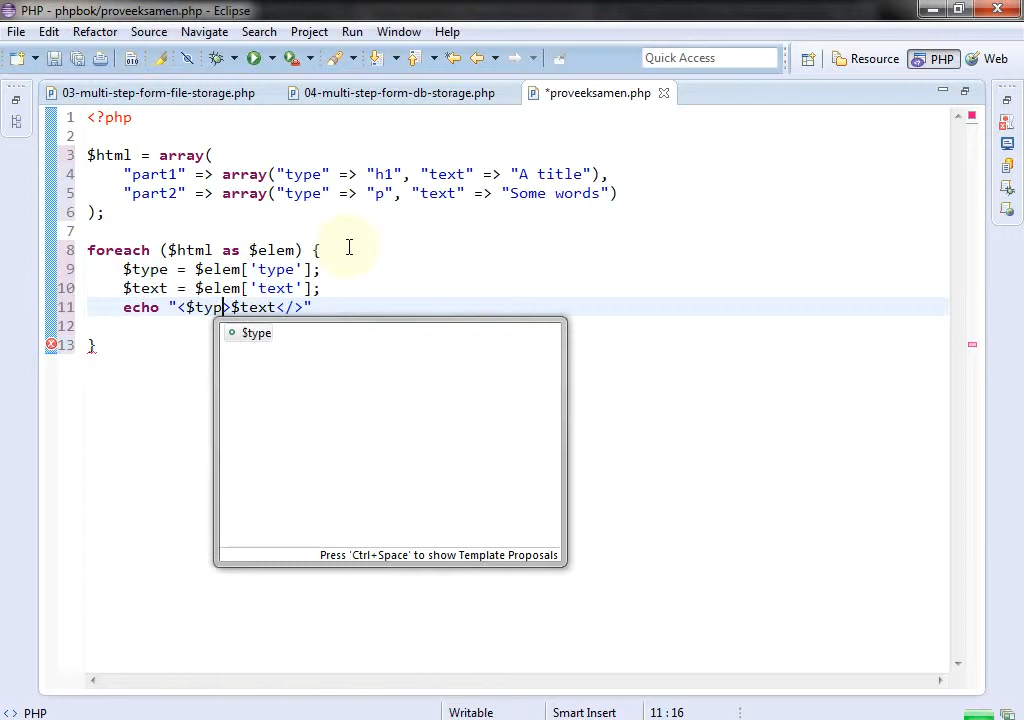 PHP - phpbok/proveeksamen.php - Eclipse
File Edit Refactor Source Navigate Search Project Run Window Help
010 Quick Access Resource PHP Web
03-multi-step-form-file-storage.php 04-multi-step-form-db-storage.php *proveeksamen.php
1 <?php
2
3 $html = array(
4 "part1" => array("type" => "h1", "text" => "A title"),
5 "part2" => array("type" => "p", "text" => "Some words")
6 );
7
8 foreach ($html as $elem) {
9 $type = $elem['type'];
10 $text = $elem['text'];
11 echo "<$typ>$text</>"
12
13 }
$type
Press 'Ctrl+Space' to show Template Proposals
PHP Writable Smart Insert 11 : 16